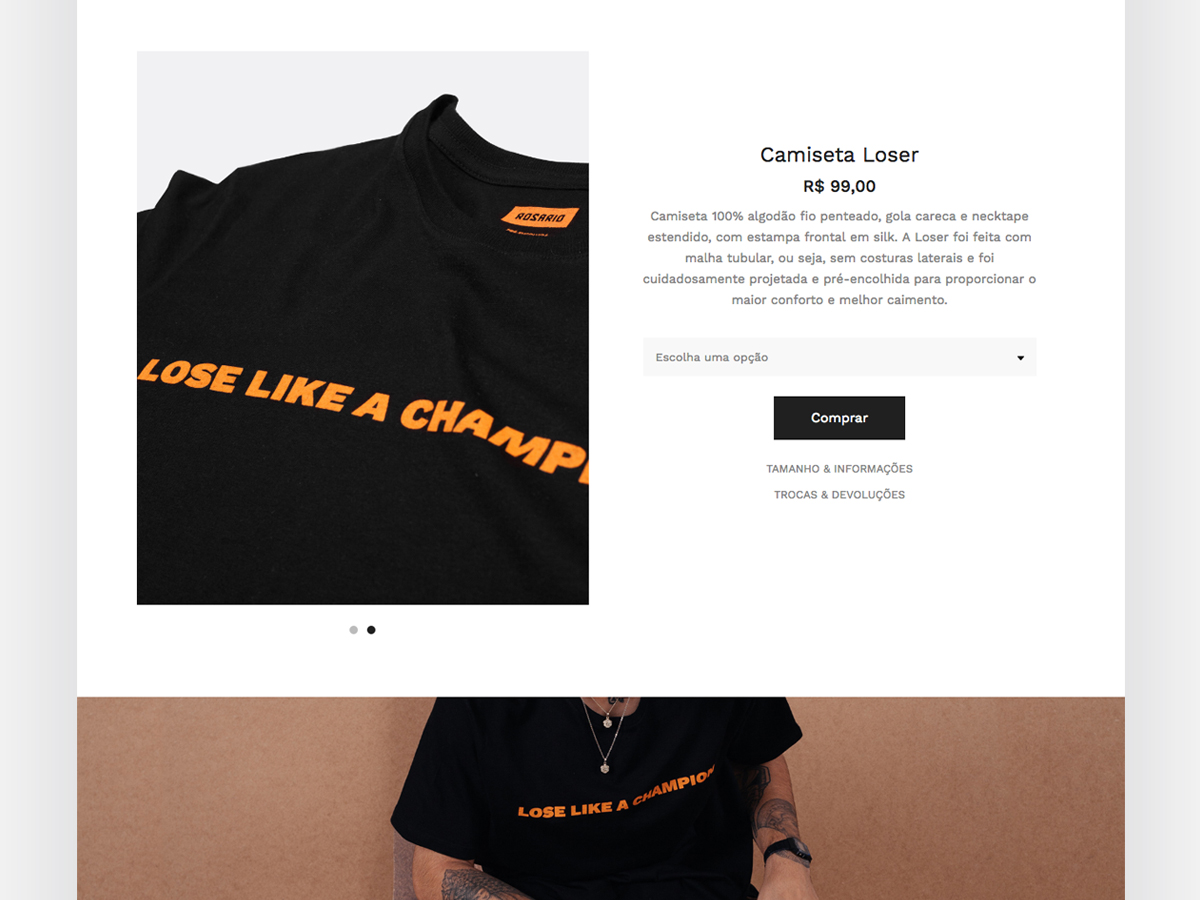 ROSARIO
LOSE LIKE A CHAMPI
Camiseta Loser
R$ 99,00
Camiseta 100% algodão fio penteado, gola careca e necktape
estendido, com estampa frontal em silk. A Loser foi feita com
malha tubular, ou seja, sem costuras laterais e foi
cuidadosamente projetada e pré-encolhida para proporcionar o
maior conforto e melhor caimento.
Escolha uma opção
Comprar
TAMANHO & INFORMAÇÕES
TROCAS & DEVOLUÇÕES
LOSE LIKE A CHAMPION